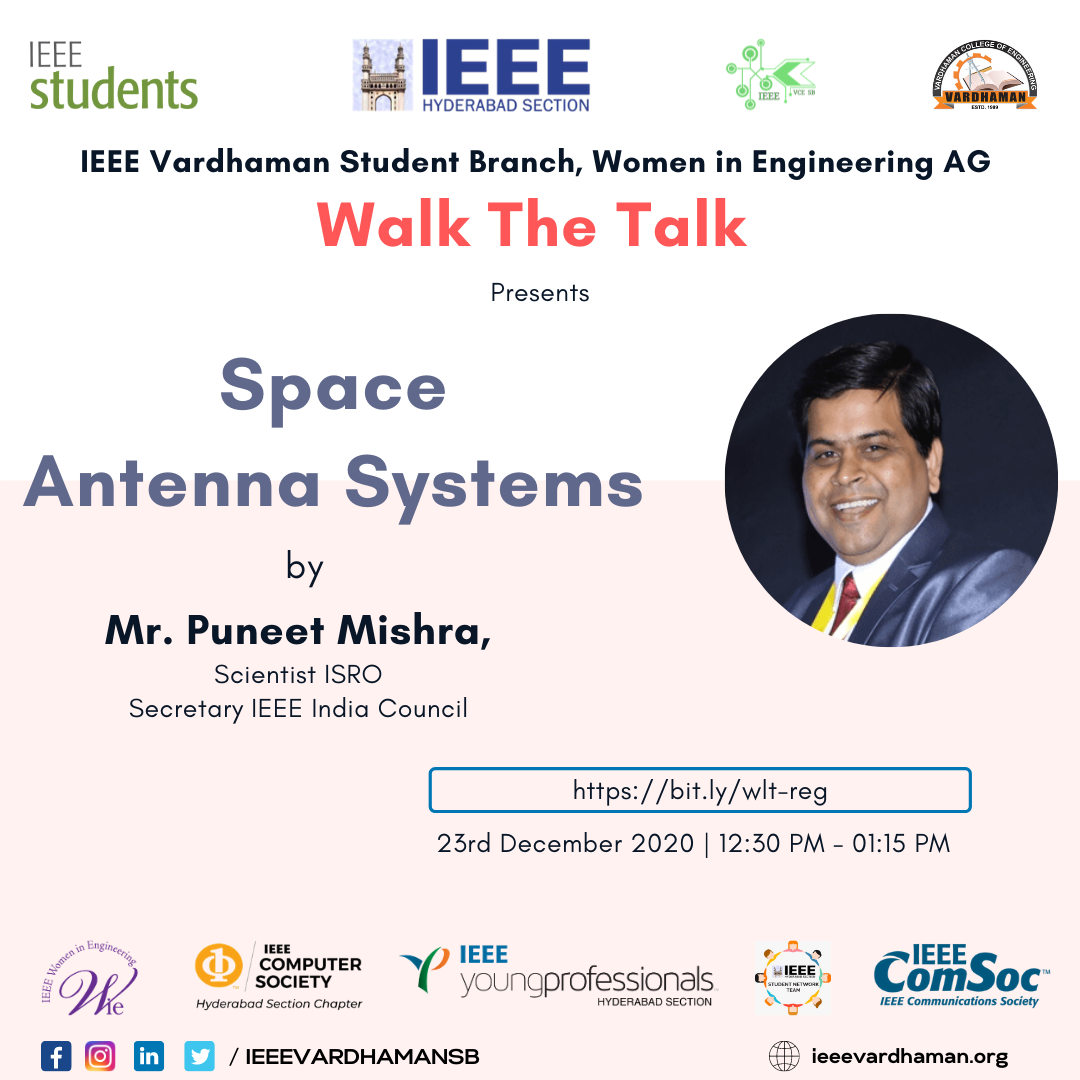 IEEE
students
IEEE
HYDERABAD SECTION
IEEE
VCE SB
VARDHAMAN COLLEGE OF ENGINEERING
VARDHAMAN
ESTD. 1999
IEEE Vardhaman Student Branch, Women in Engineering AG
Walk The Talk
Presents
Space
Antenna Systems
by
Mr. Puneet Mishra,
Scientist ISRO
Secretary IEEE India Council
https://bit.ly/wlt-reg
23rd December 2020 | 12:30 PM - 01:15 PM
IEEE Women in Engineering
Wie
IEEE
COMPUTER
SOCIETY
Hyderabad Section Chapter
IEEE
youngprofessionals
HYDERABAD SECTION
IEEE
STUDENT NETWORK
TEAM
IEEE
ComSoc™
IEEE Communications Society
/ IEEEVARDHAMANSB
ieeevardhaman.org